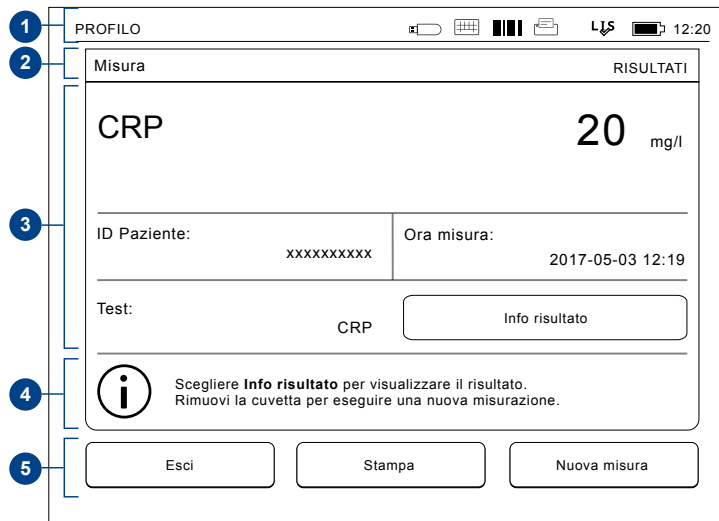 1 PROFILO LIS 12:20
2 Misura RISULTATI
3
CRP 20 mg/l
ID Paziente: Ora misura:
xxxxxxxxxx 2017-05-03 12:19
Test:
CRP Info risultato
4
Scegliere Info risultato per visualizzare il risultato.
Rimuovi la cuvetta per eseguire una nuova misurazione.
5 Esci Stampa Nuova misura